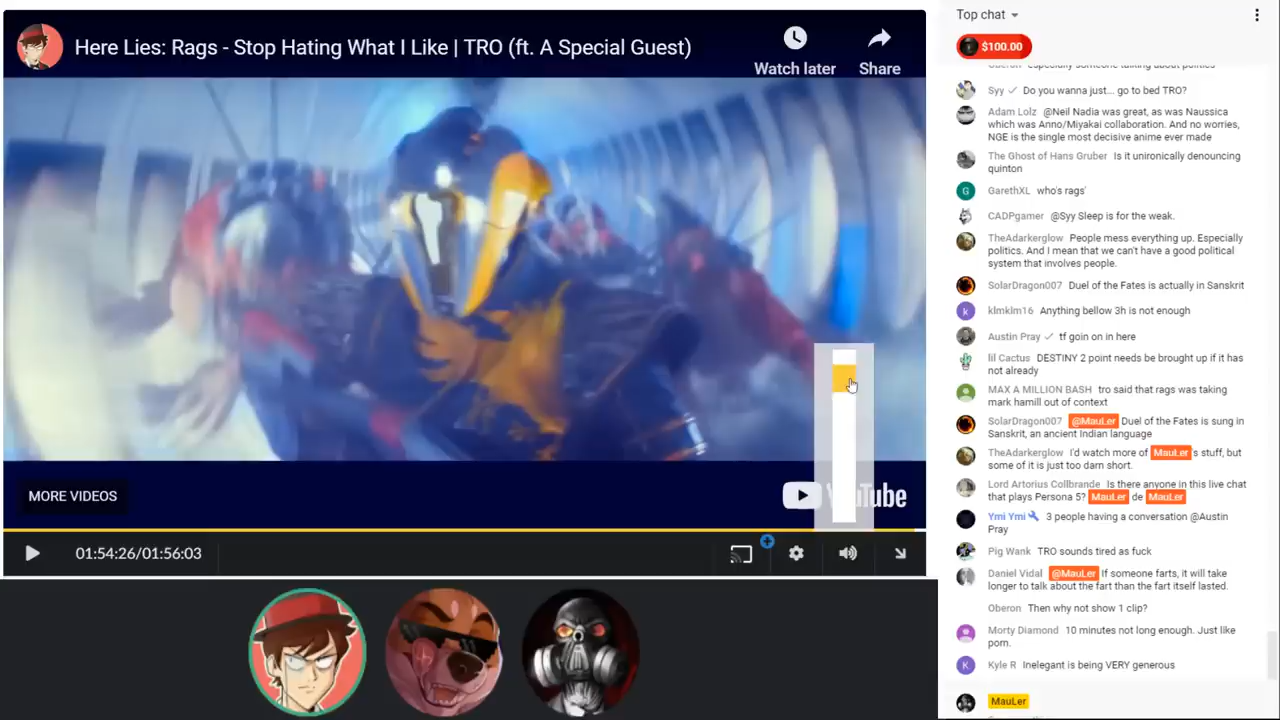 Here Lies: Rags - Stop Hating What I Like | TRO (ft. A Special Guest)
Watch later
Share
MORE VIDEOS
01:54:26/01:56:03
Top chat
$100.00
Oberon especially someone talking about politics
Syy Do you wanna just... go to bed TRO?
Adam Lolz @Neil Nadia was great, as was Naussica
which was Anno/Miyakai collaboration. And no worries,
NGE is the single most decisive anime ever made
The Ghost of Hans Gruber Is it unironically denouncing
quinton
G GarethXL who's rags'
CADPgamer @Syy Sleep is for the weak.
TheAdarkerglow People mess everything up. Especially
politics. And I mean that we can't have a good political
system that involves people.
SolarDragon007 Duel of the Fates is actually in Sanskrit
k klmklm16 Anything bellow 3h is not enough
Austin Pray tf goin on in here
lil Cactus DESTINY 2 point needs be brought up if it has
not already
MAX A MILLION BASH tro said that rags was taking
mark hamill out of context
SolarDragon007 @MauLer Duel of the Fates is sung in
Sanskrit, an ancient Indian language
TheAdarkerglow I'd watch more of MauLer 's stuff, but
some of it is just too darn short.
Lord Artorius Collbrande Is there anyone in this live chat
that plays Persona 5? MauLer de MauLer
Ymi Ymi 3 people having a conversation @Austin
Pray
Pig Wank TRO sounds tired as fuck
Daniel Vidal @MauLer If someone farts, it will take
longer to talk about the fart than the fart itself lasted.
Oberon Then why not show 1 clip?
Morty Diamond 10 minutes not long enough. Just like
porn.
K Kyle R Inelegant is being VERY generous
MauLer